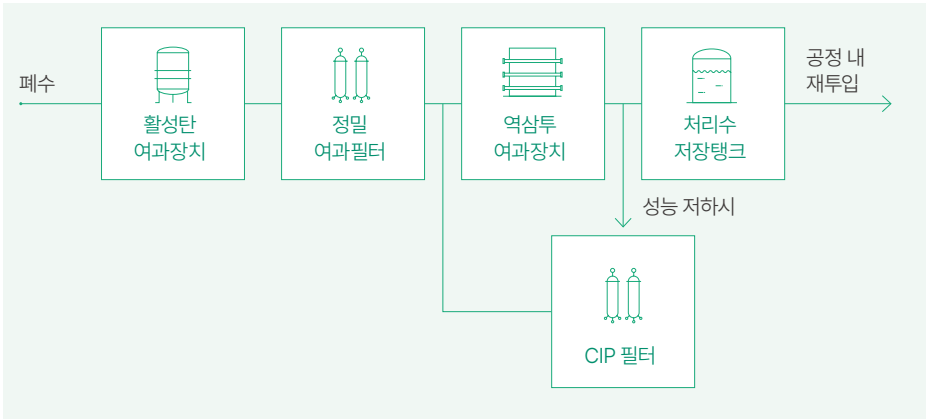 폐수
활성탄
여과장치
정밀
여과필터
역삼투
여과장치
처리수
저장탱크
공정 내
재투입
성능 저하시
CIP 필터